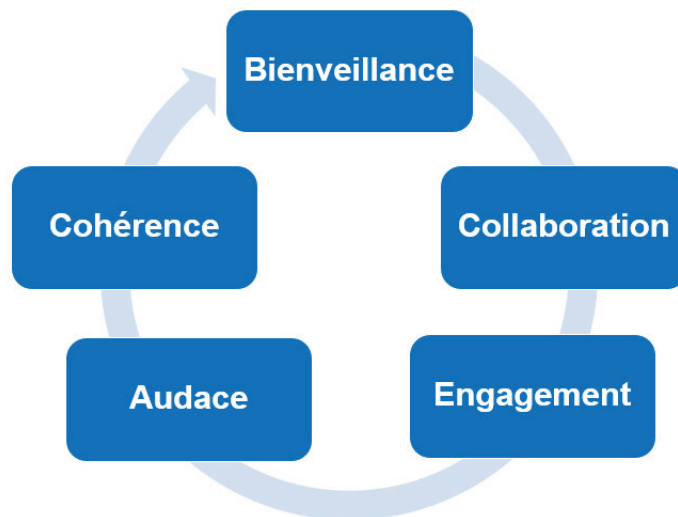 Bienveillance
Collaboration
Engagement
Audace
Cohérence